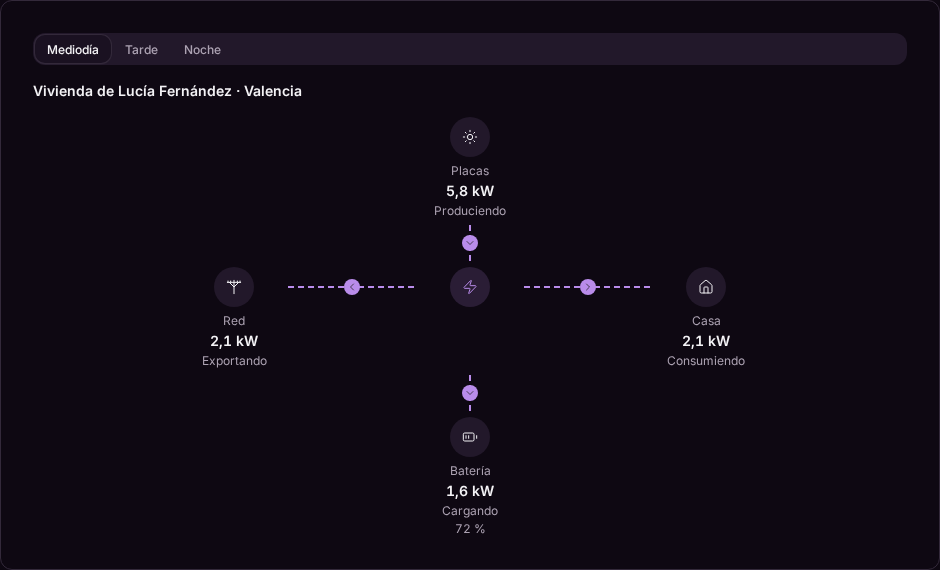 Mediodía
Tarde
Noche
Vivienda de Lucía Fernández · Valencia
Placas
5,8 kW
Produciendo
Red
2,1 kW
Exportando
Casa
2,1 kW
Consumiendo
Batería
1,6 kW
Cargando
72 %